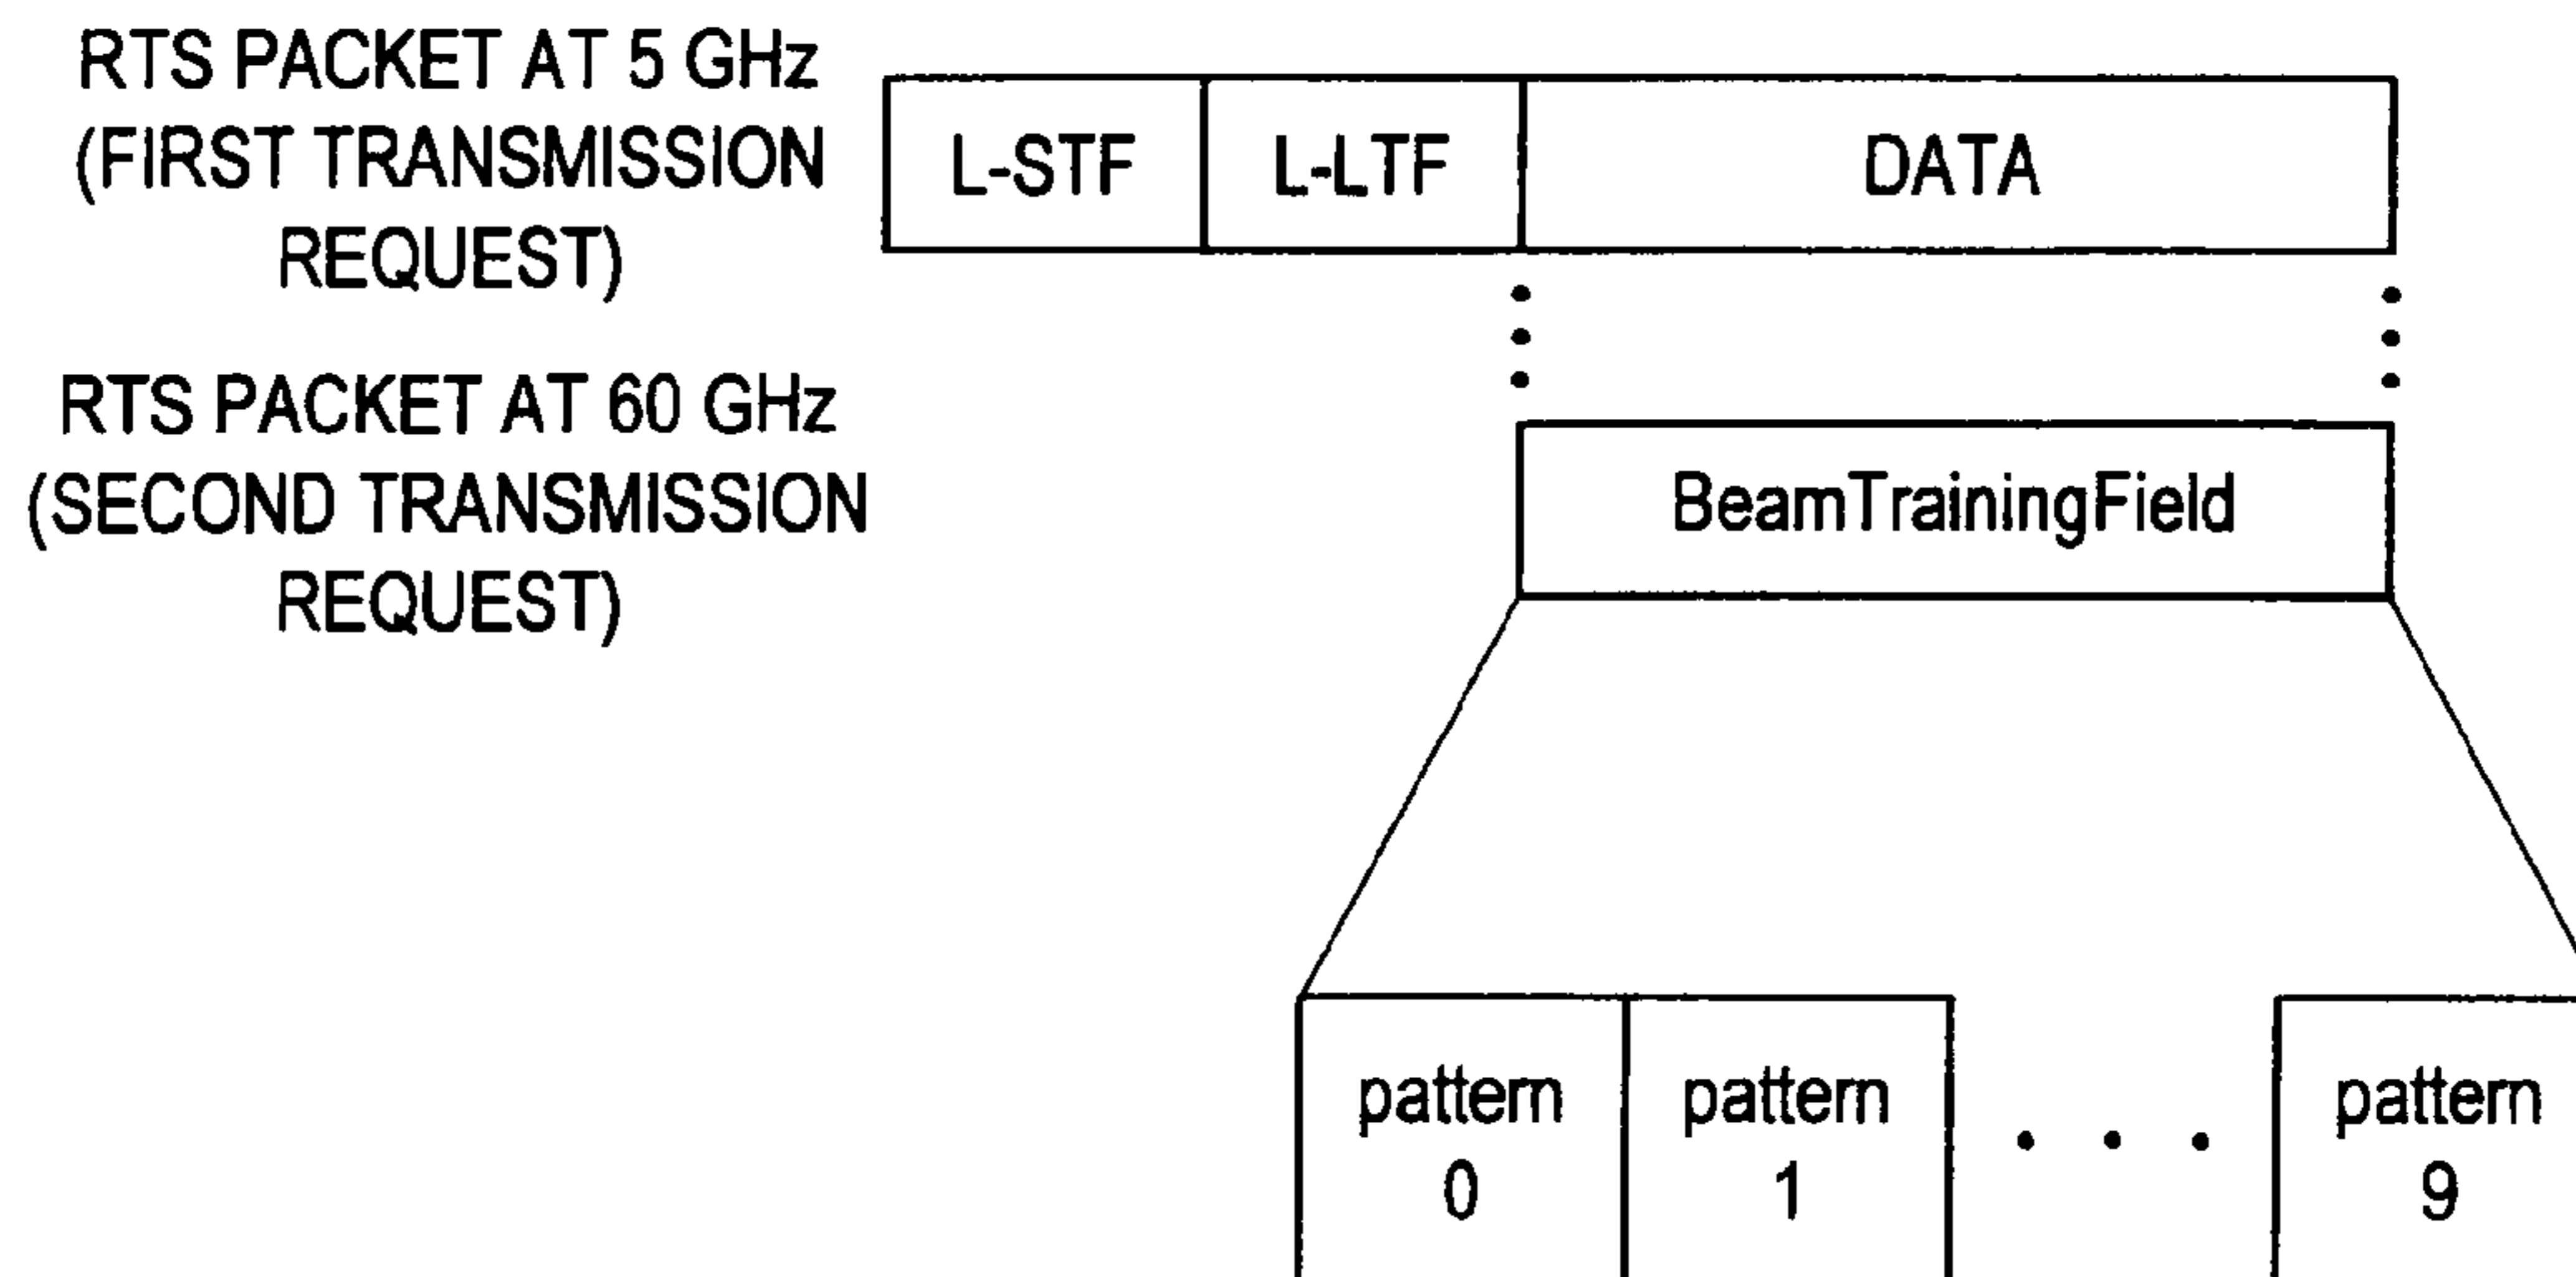 RTS PACKET AT 5 GHz
(FIRST TRANSMISSION
REQUEST)
L-STF L-LTF DATA
RTS PACKET AT 60 GHz
(SECOND TRANSMISSION
REQUEST)
BeamTrainingField
pattern pattern pattern
0 1 . . . 9